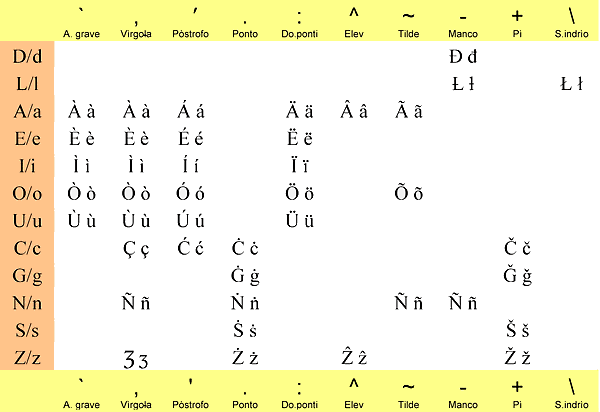 ` , ′ . : ^ ~ - + \
A. grave Virgola Póstrofo Ponto Do.ponti Elev Tilde Manco Pi S.indrio
D/d Đ đ
L/l Ł ł Ł ł
A/a À à À à Á á Ä ä Â â Ã ã
E/e È è È è É é Ë ë
I/i Ì ì Ì ì Í í Ï ï
O/o Ò ò Ò ò Ó ó Ö ö Õ õ
U/u Ù ù Ù ù Ú ú Ü ü
C/c Ç ç Ć ć Ċ ċ Č č
G/g Ġ ġ Ğ ğ
N/n Ñ ñ Ṅ ṅ Ñ ñ Ñ ñ
S/s Ṡ ṡ Š š
Z/z Ʒ ʒ Ż ż Ẑ ẑ Ž ž
` , ' . : ^ ~ - + \
A. grave Virgola Póstrofo Ponto Do.ponti Elev Tilde Manco Pi S.indrio